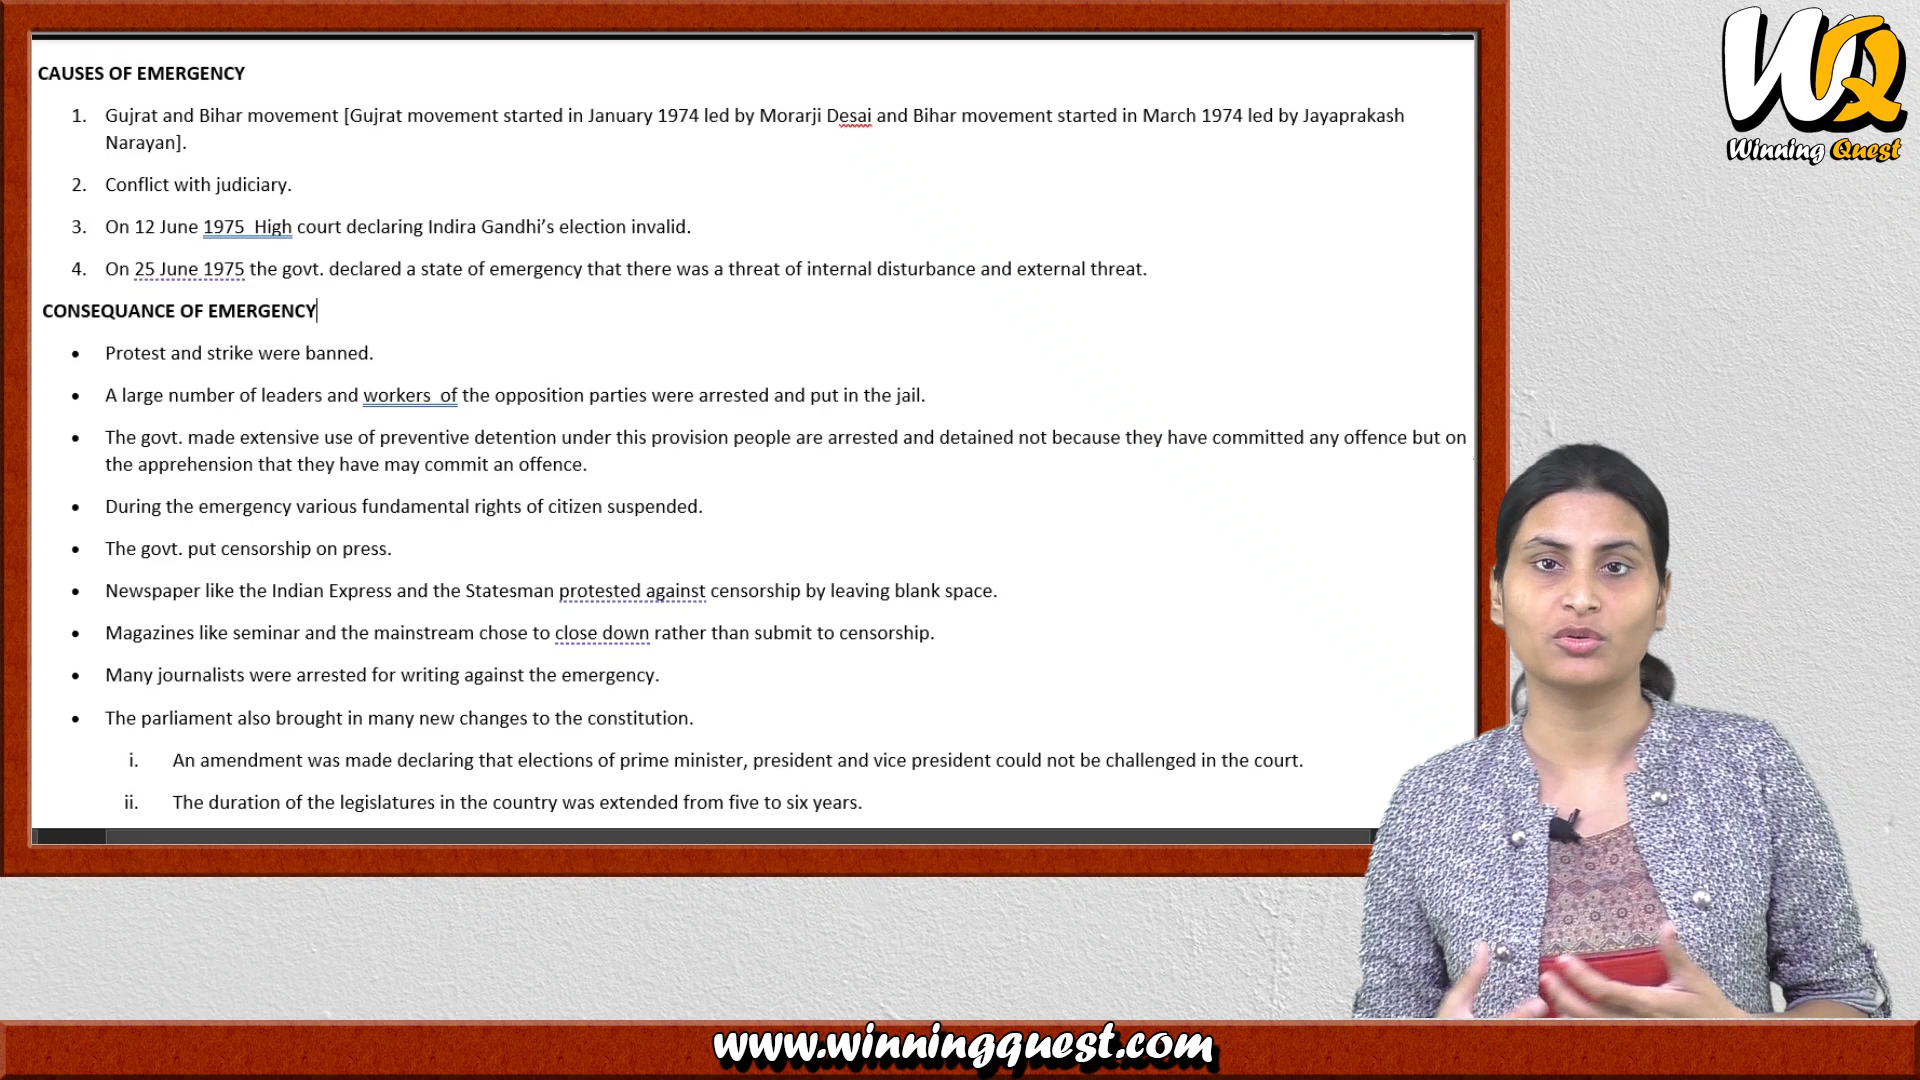 CAUSES OF EMERGENCY
1. Gujrat and Bihar movement [Gujrat movement started in January 1974 led by Morarji Desai and Bihar movement started in March 1974 led by Jayaprakash
Narayan].
2. Conflict with judiciary.
3. On 12 June 1975  High court declaring Indira Gandhi’s election invalid.
4. On 25 June 1975 the govt. declared a state of emergency that there was a threat of internal disturbance and external threat.
CONSEQUANCE OF EMERGENCY
• Protest and strike were banned.
• A large number of leaders and workers  of the opposition parties were arrested and put in the jail.
• The govt. made extensive use of preventive detention under this provision people are arrested and detained not because they have committed any offence but on
the apprehension that they have may commit an offence.
• During the emergency various fundamental rights of citizen suspended.
• The govt. put censorship on press.
• Newspaper like the Indian Express and the Statesman protested against censorship by leaving blank space.
• Magazines like seminar and the mainstream chose to close down rather than submit to censorship.
• Many journalists were arrested for writing against the emergency.
• The parliament also brought in many new changes to the constitution.
i. An amendment was made declaring that elections of prime minister, president and vice president could not be challenged in the court.
ii. The duration of the legislatures in the country was extended from five to six years.
WQ
Winning Quest
www.winningquest.com